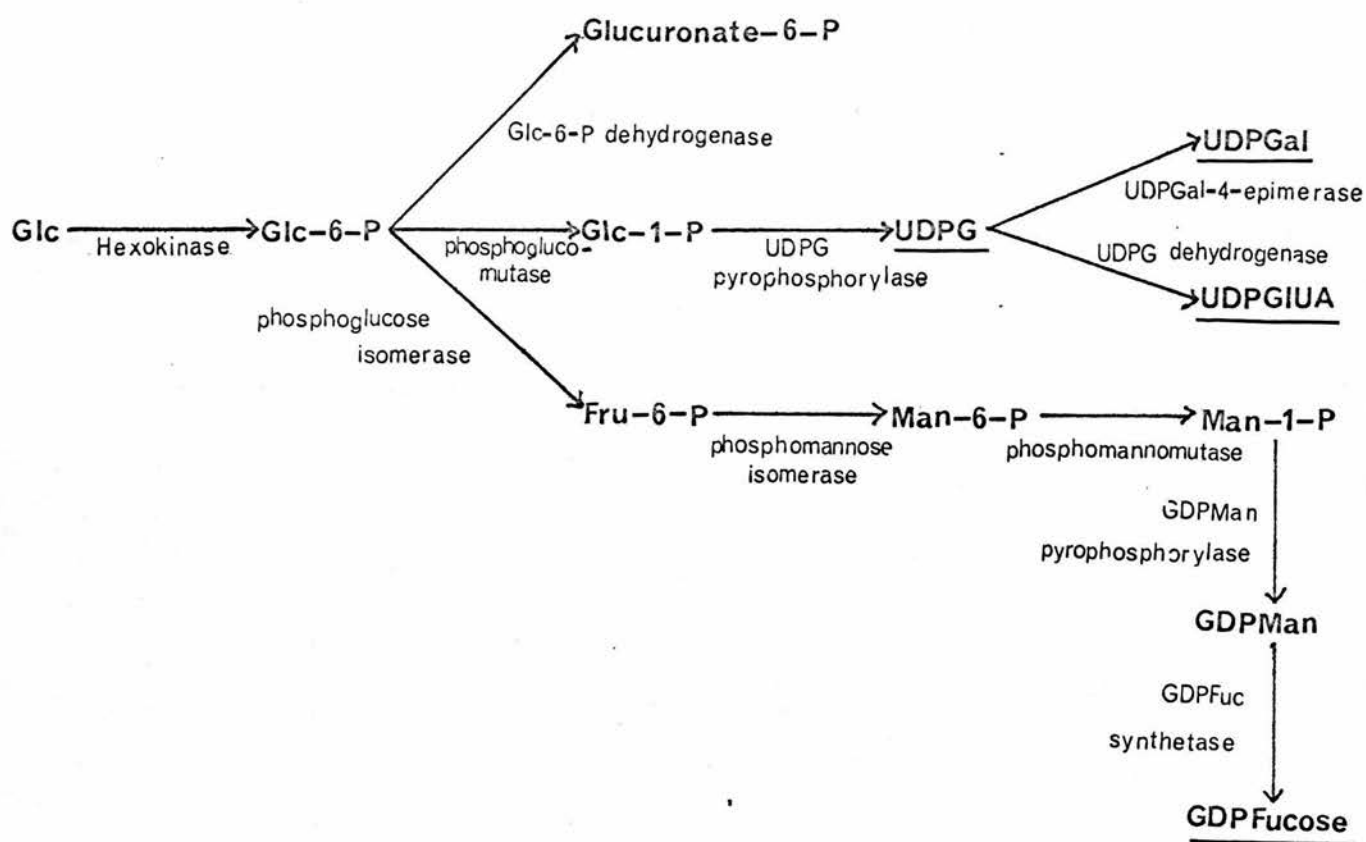 Glucuronate-6-P
Glc-6-P dehydrogenase
UDPGal
UDPGal-4-epimerase
Glc
Hexokinase
Glc-6-P
phosphogluco-
mutase
Glc-1-P
UDPG
pyrophosphorylase
UDPG
UDPG dehydrogenase
UDPGlUA
phosphoglucose
isomerase
Fru-6-P
phosphomannose
isomerase
Man-6-P
phosphomannomutase
Man-1-P
GDPMan
pyrophosphorylase
GDPMan
GDPFuc
synthetase
GDPFucose